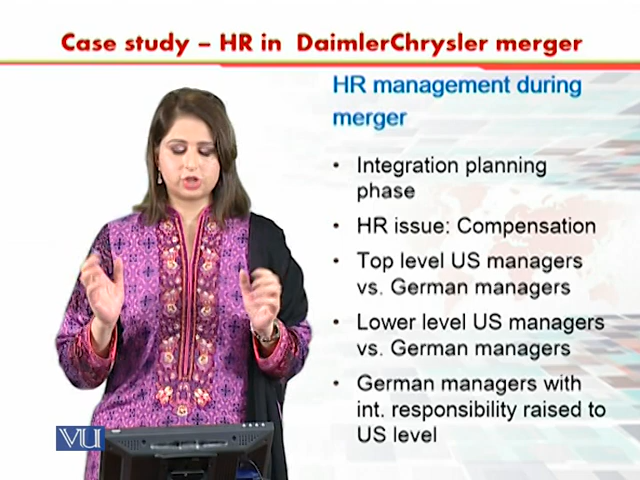 Case study – HR in DaimlerChrysler merger
HR management during
merger
• Integration planning
phase
• HR issue: Compensation
• Top level US managers
vs. German managers
• Lower level US managers
vs. German managers
• German managers with
int. responsibility raised to
US level
VU